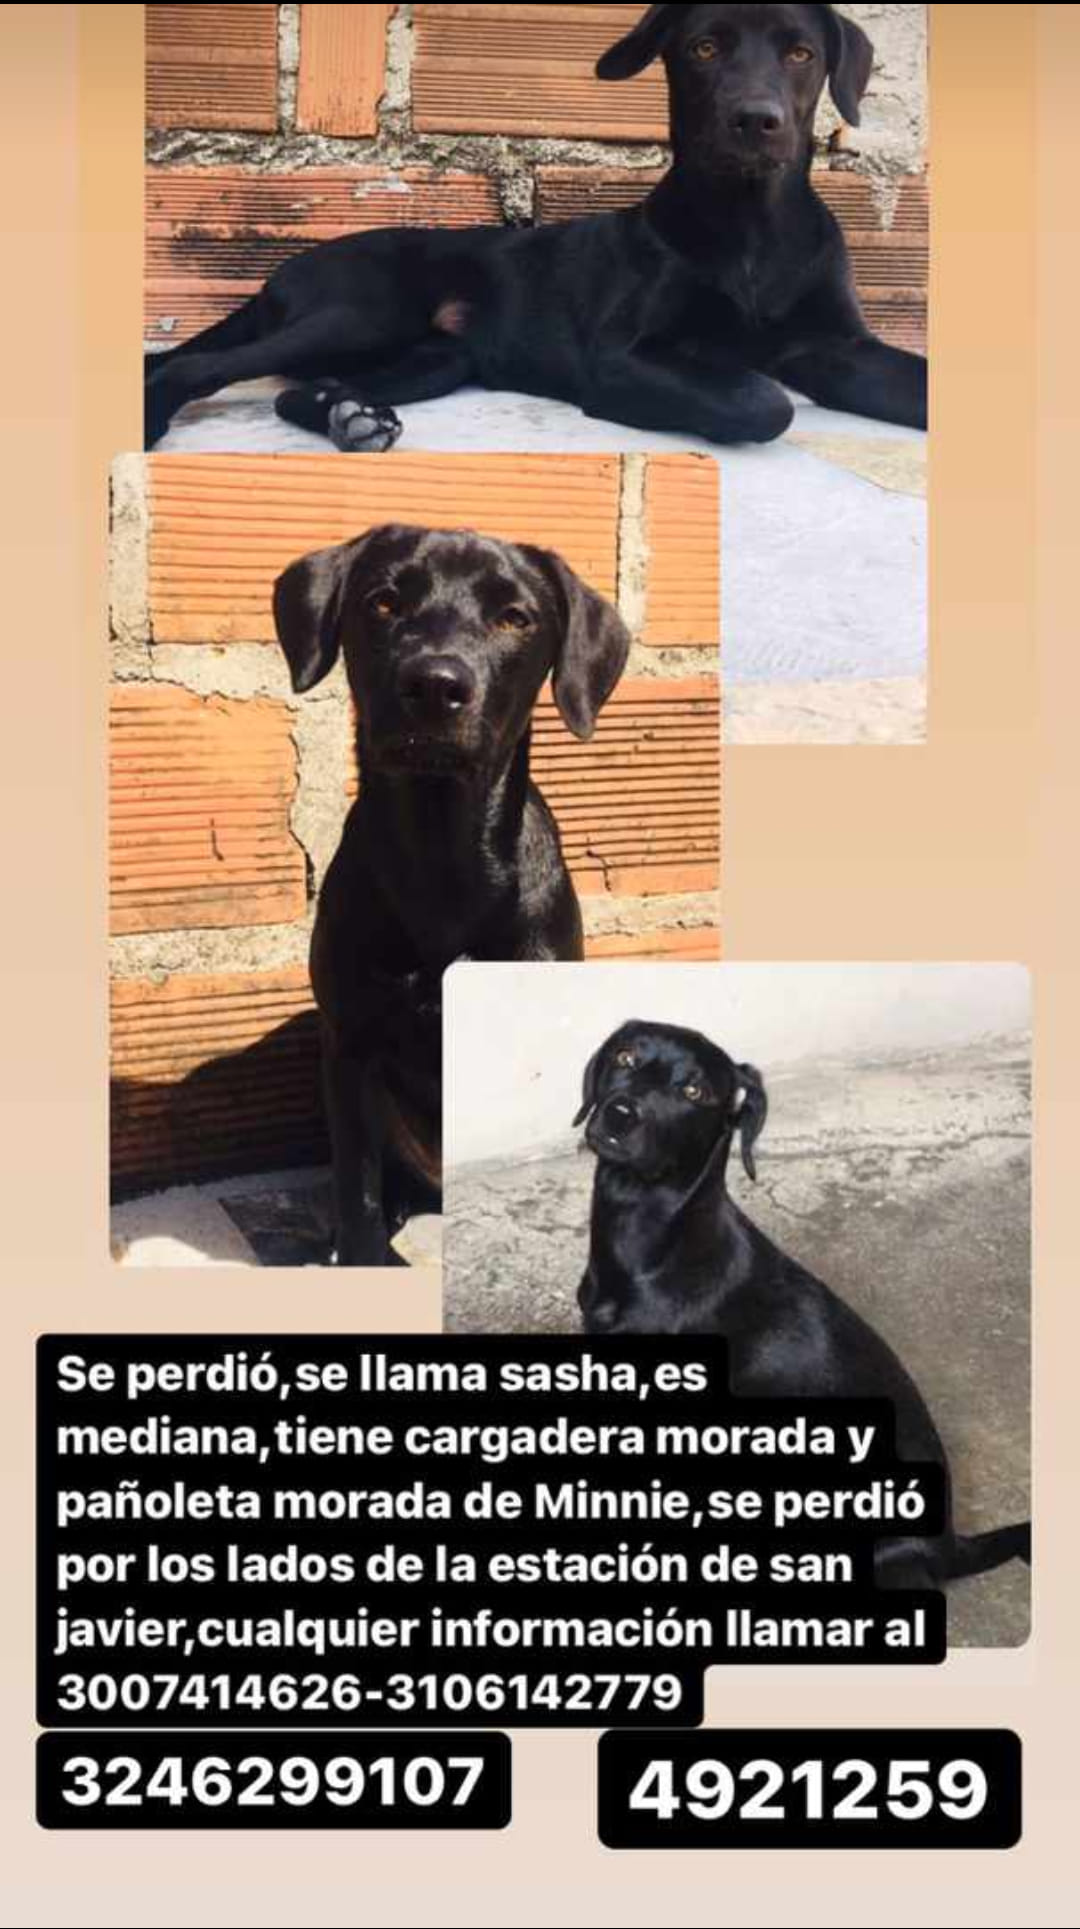 Se perdió,se llama sasha,es
mediana,tiene cargadera morada y
pañoleta morada de Minnie,se perdió
por los lados de la estación de san
javier,cualquier información llamar al
3007414626-3106142779
3246299107
4921259